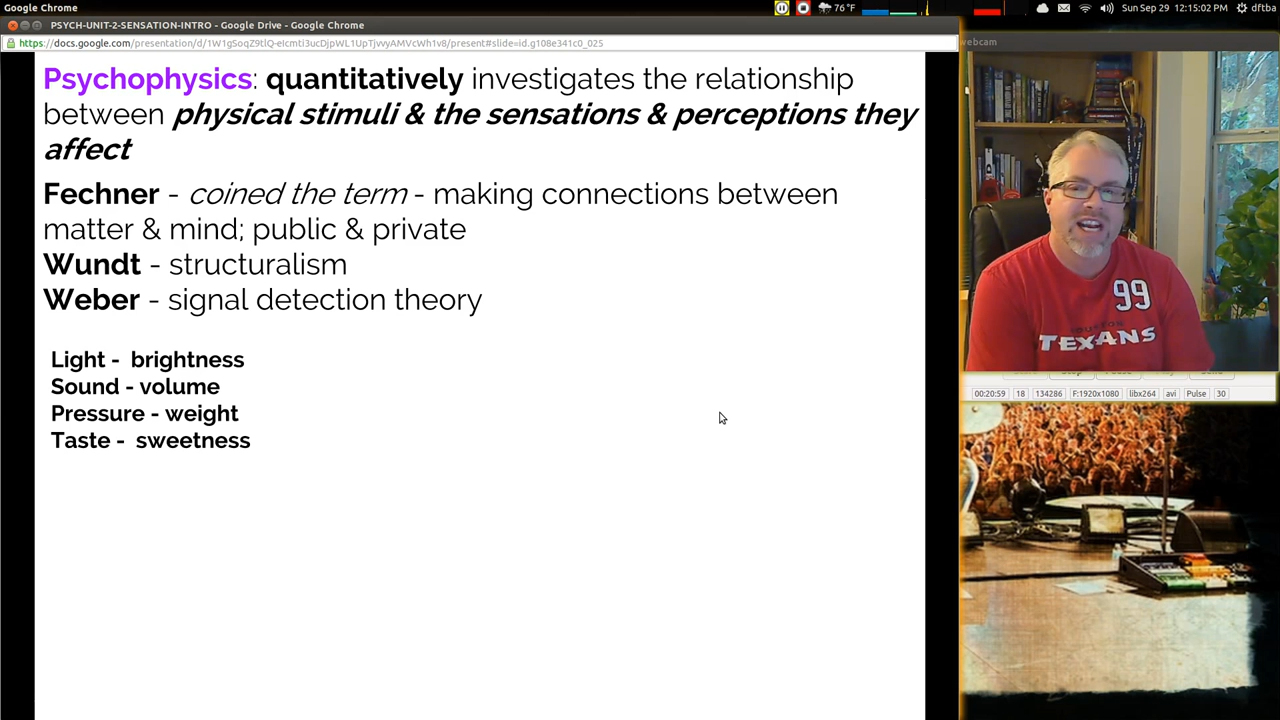 Google Chrome
76 °F
Sun Sep 29 12:15:02 PM
dftba
PSYCH-UNIT-2-SENSATION-INTRO - Google Drive - Google Chrome
webcam
Psychophysics: quantitatively investigates the relationship
between physical stimuli & the sensations & perceptions they
affect
Fechner - coined the term - making connections between
matter & mind; public & private
Wundt - structuralism
Weber - signal detection theory
Light - brightness
Sound - volume
Pressure - weight
Taste - sweetness
99
HOUSTON
TEXANS
00:20:59 18 134286 F:1920x1080 libx264 avi Pulse 30